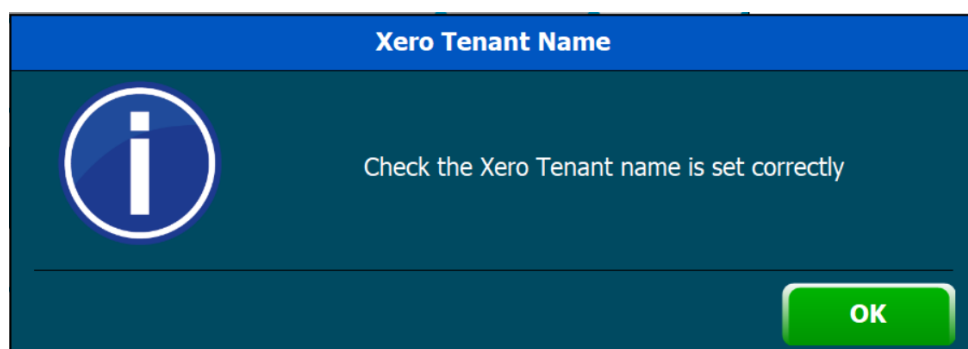 Xero Tenant Name
Check the Xero Tenant name is set correctly
OK